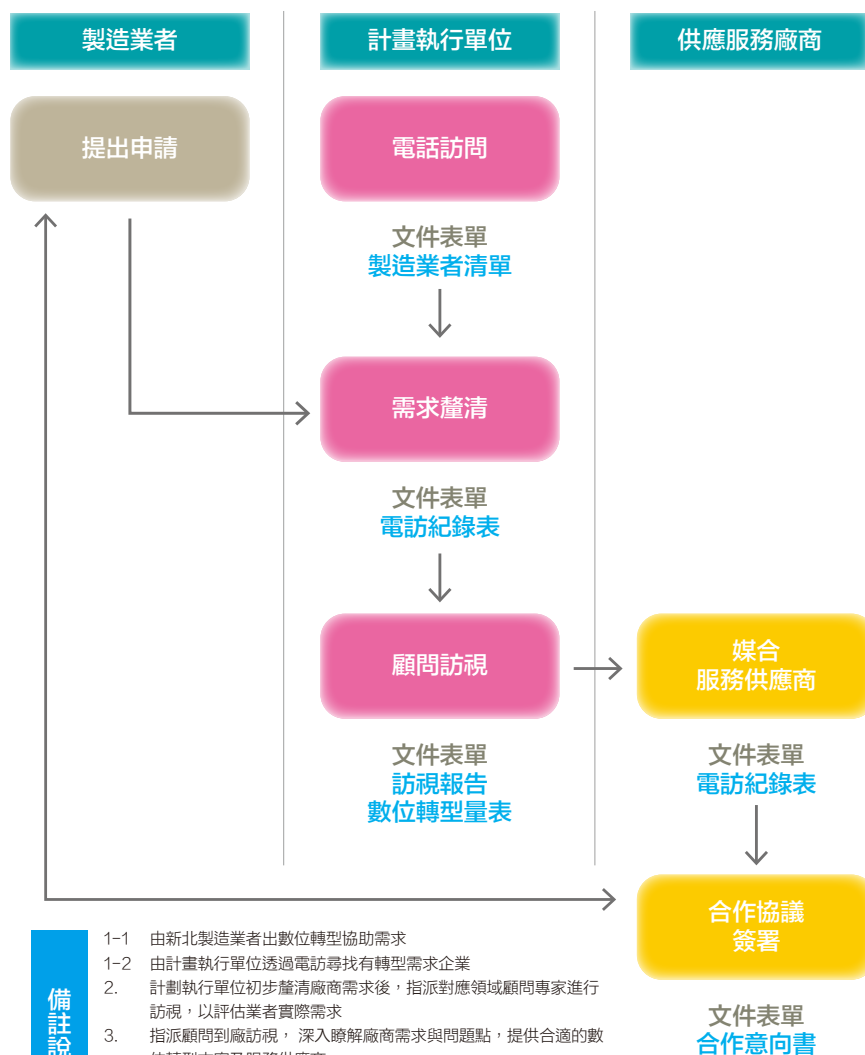 製造業者
計畫執行單位
供應服務廠商
提出申請
電話訪問
文件表單
製造業者清單
需求釐清
文件表單
電訪紀錄表
顧問訪視
媒合
服務供應商
文件表單
訪視報告
數位轉型量表
文件表單
電訪紀錄表
合作協議
簽署
文件表單
合作意向書
備註說
1-1 由新北製造業者出數位轉型協助需求
1-2 由計畫執行單位透過電訪尋找有轉型需求企業
2. 計劃執行單位初步釐清廠商需求後，指派對應領域顧問專家進行
訪視，以評估業者實際需求
3. 指派顧問到廠訪視， 深入瞭解廠商需求與問題點，提供合適的數